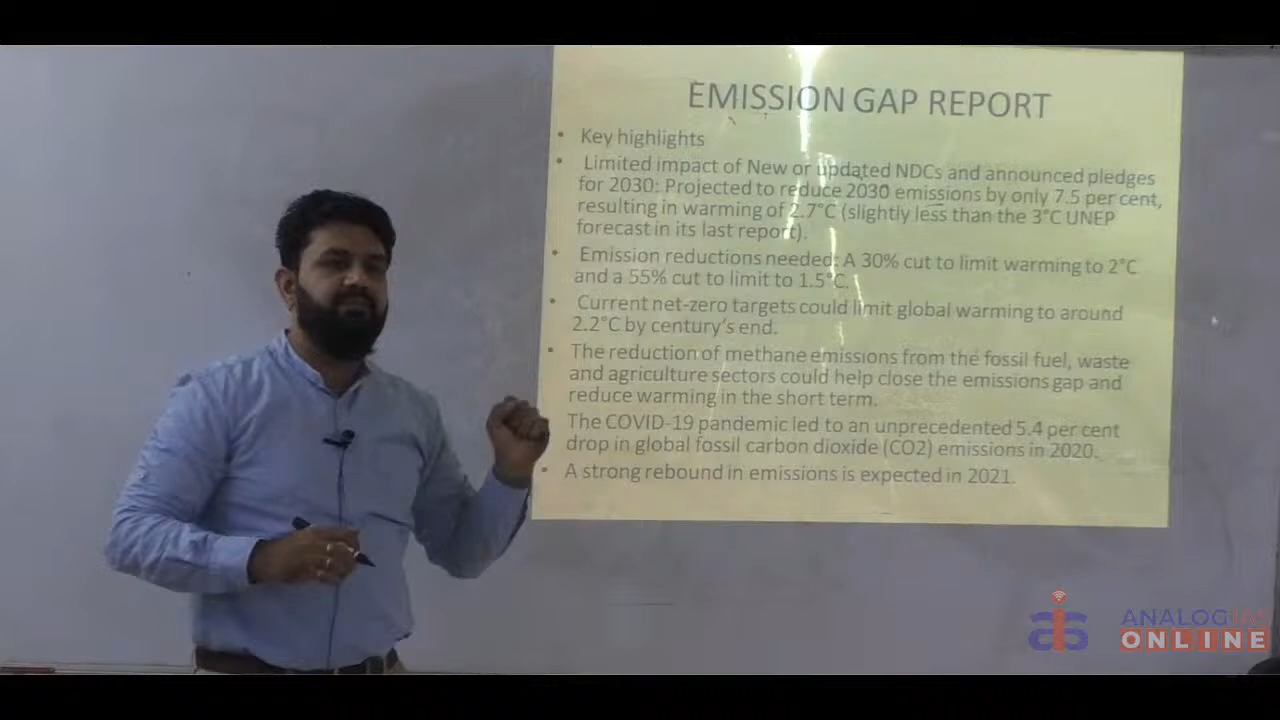 EMISSION GAP REPORT
• Key highlights
• Limited impact of New or updated NDCs and announced pledges
for 2030: Projected to reduce 2030 emissions by only 7.5 per cent,
resulting in warming of 2.7°C (slightly less than the 3°C UNEP
forecast in its last report).
• Emission reductions needed: A 30% cut to limit warming to 2°C
and a 55% cut to limit to 1.5°C.
• Current net-zero targets could limit global warming to around
2.2°C by century's end.
• The reduction of methane emissions from the fossil fuel, waste
and agriculture sectors could help close the emissions gap and
reduce warming in the short term.
The COVID-19 pandemic led to an unprecedented 5.4 per cent
drop in global fossil carbon dioxide (CO2) emissions in 2020.
• A strong rebound in emissions is expected in 2021.
ANALOG IAS
ONLINE